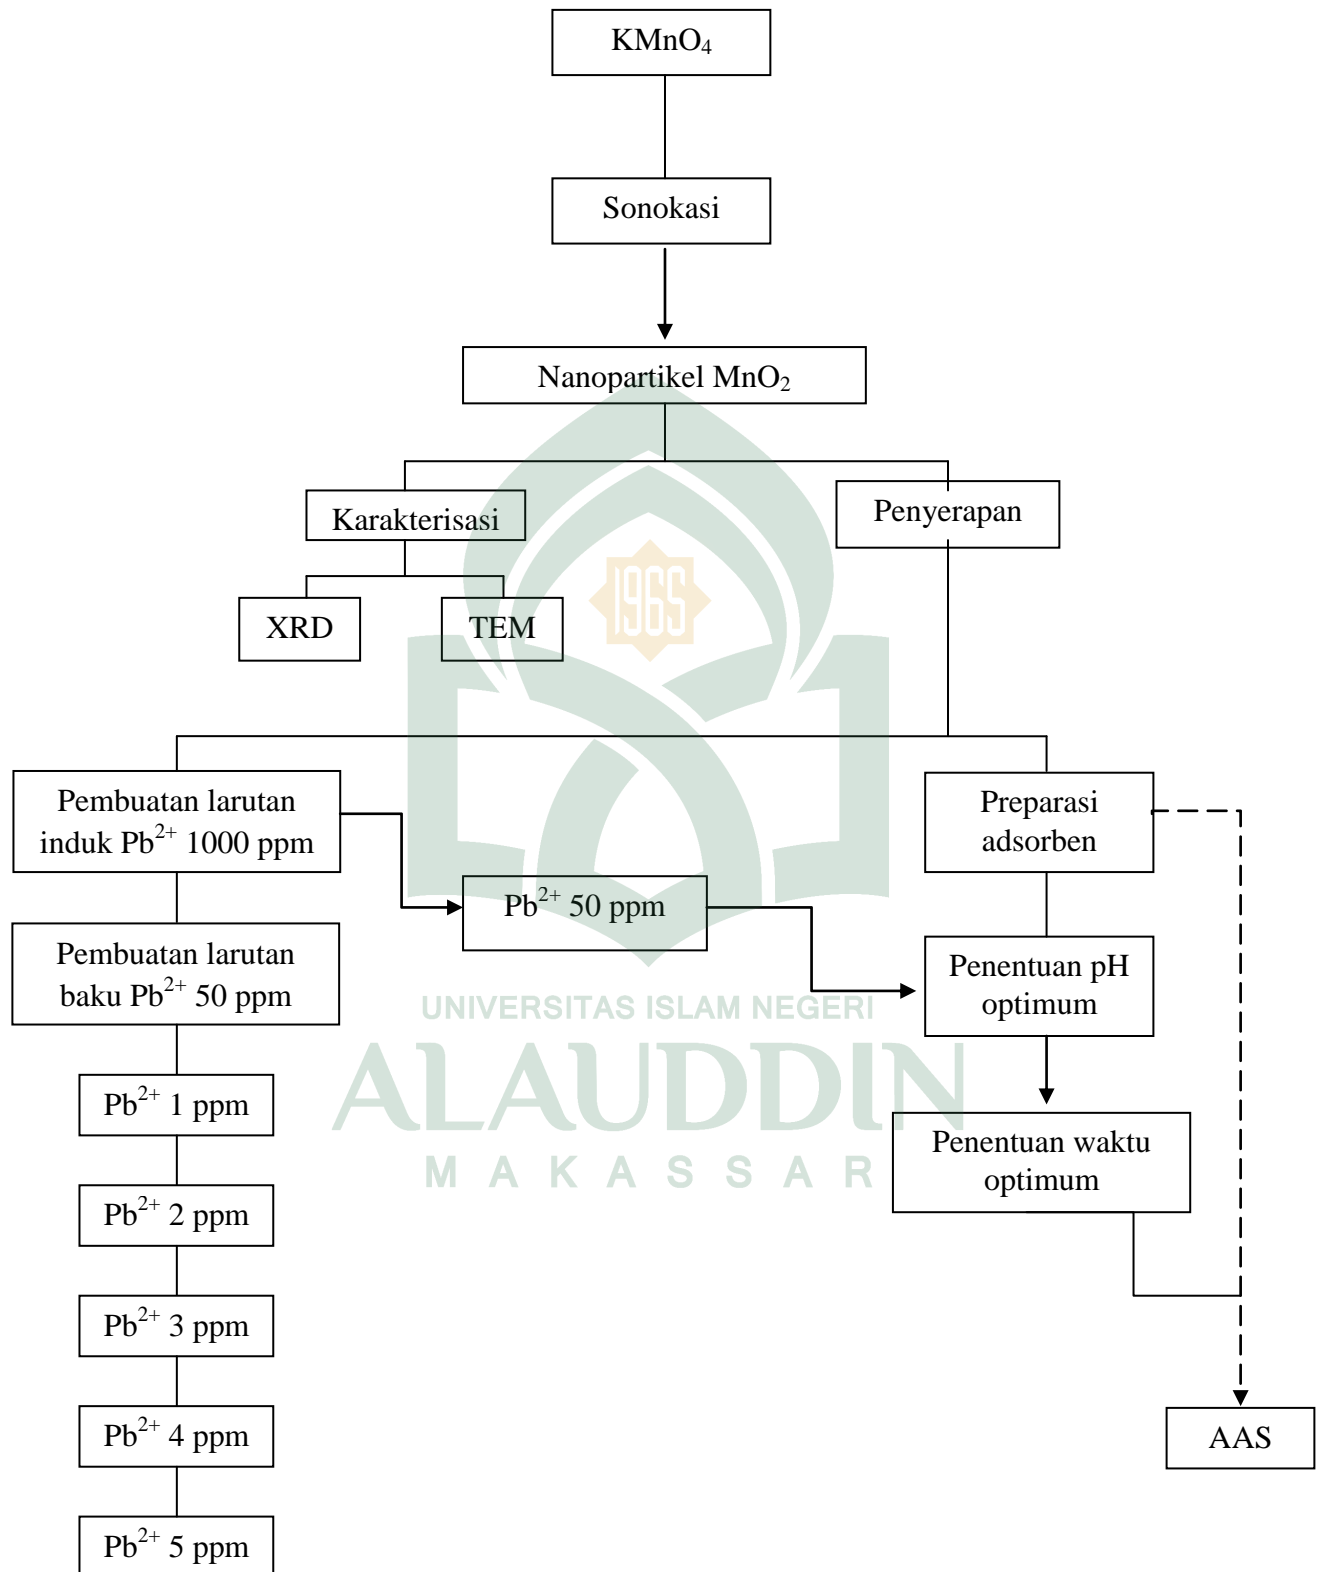 KMnO₄
Sonokasi
Nanopartikel MnO₂
Karakterisasi
Penyerapan
XRD
TEM
1965
Pembuatan larutan
induk Pb²⁺ 1000 ppm
Preparasi
adsorben
Pb²⁺ 50 ppm
Pembuatan larutan
baku Pb²⁺ 50 ppm
Penentuan pH
optimum
UNIVERSITAS ISLAM NEGERI
ALAUDDIN
MAKASSAR
Pb²⁺ 1 ppm
Penentuan waktu
optimum
Pb²⁺ 2 ppm
Pb²⁺ 3 ppm
Pb²⁺ 4 ppm
AAS
Pb²⁺ 5 ppm